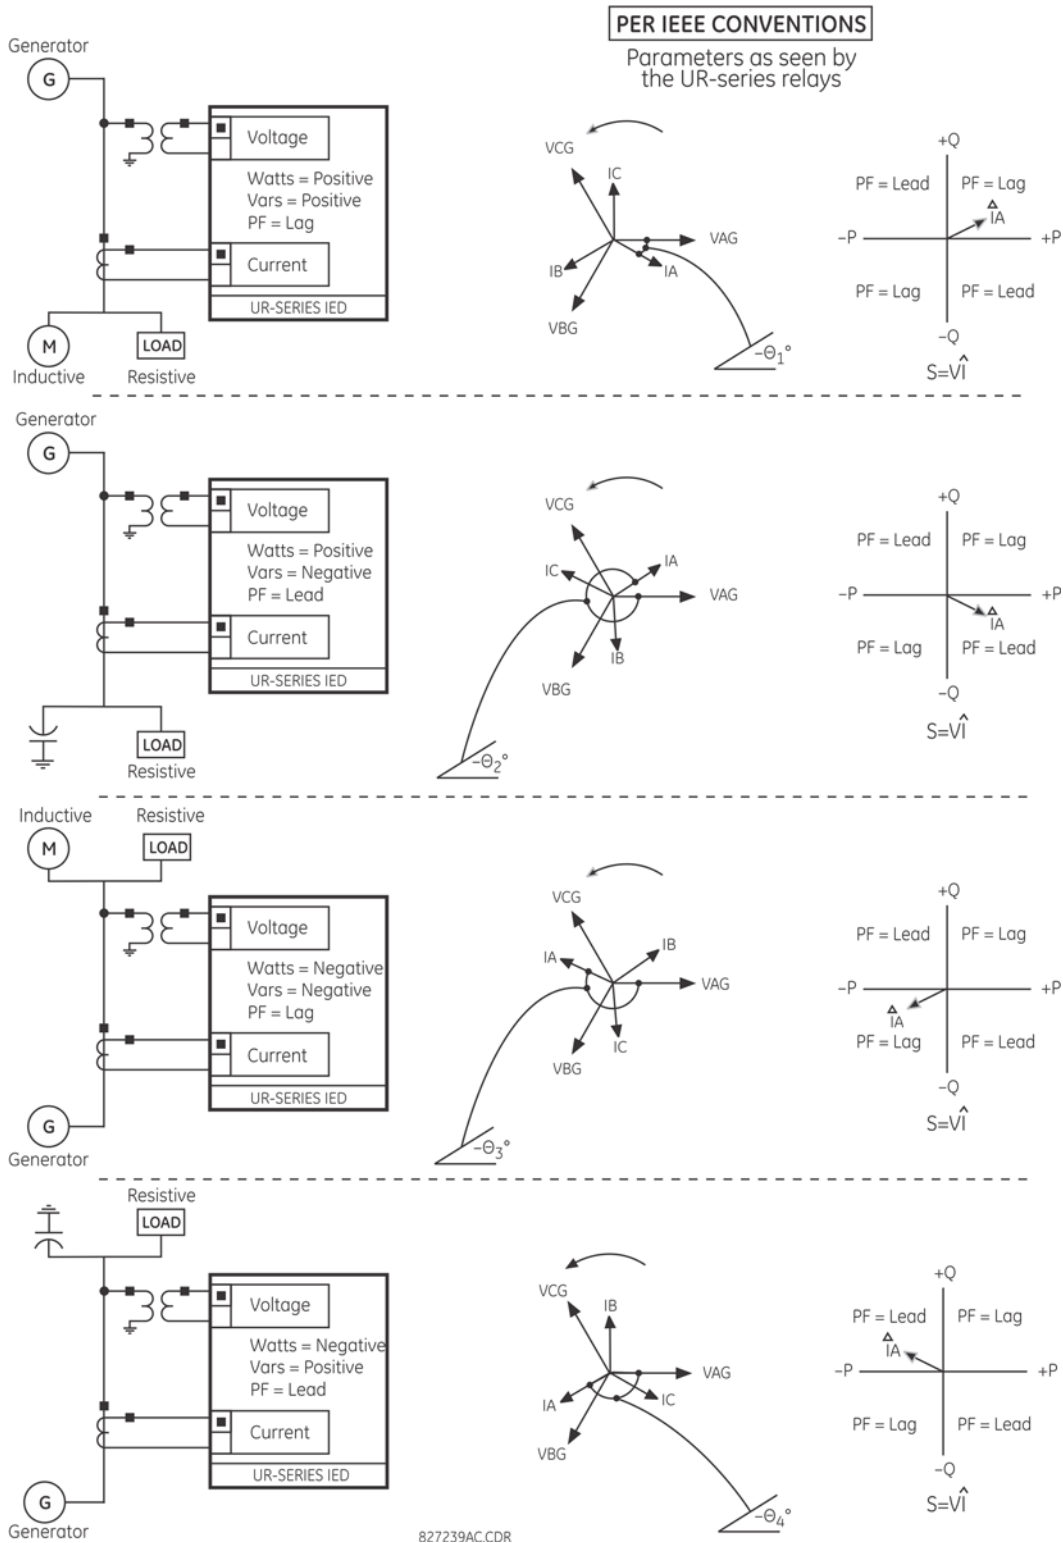 PER IEEE CONVENTIONS
Parameters as seen by
the UR-series relays
Generator
G
Voltage
Watts = Positive
Vars = Positive
PF = Lag
Current
UR-SERIES IED
M
LOAD
Inductive
Resistive
VCG
IC
VAG
IB
IA
VBG
−Θ1°
+Q
PF = Lead
PF = Lag
IA
−P
+P
PF = Lag
PF = Lead
−Q
S=VÎ
Generator
G
Voltage
Watts = Positive
Vars = Negative
PF = Lead
Current
UR-SERIES IED
LOAD
Resistive
VCG
IC
IA
VAG
IB
VBG
−Θ2°
+Q
PF = Lead
PF = Lag
−P
+P
IA
PF = Lag
PF = Lead
−Q
S=VÎ
Inductive
Resistive
M
LOAD
Voltage
Watts = Negative
Vars = Negative
PF = Lag
Current
UR-SERIES IED
G
Generator
VCG
IB
IA
VAG
IC
VBG
−Θ3°
+Q
PF = Lead
PF = Lag
−P
+P
IA
PF = Lag
PF = Lead
−Q
S=VÎ
Resistive
LOAD
Voltage
Watts = Negative
Vars = Positive
PF = Lead
Current
UR-SERIES IED
G
Generator
VCG
IB
VAG
IA
IC
VBG
−Θ4°
+Q
PF = Lead
PF = Lag
IA
−P
+P
PF = Lag
PF = Lead
−Q
S=VÎ
827239AC.CDR